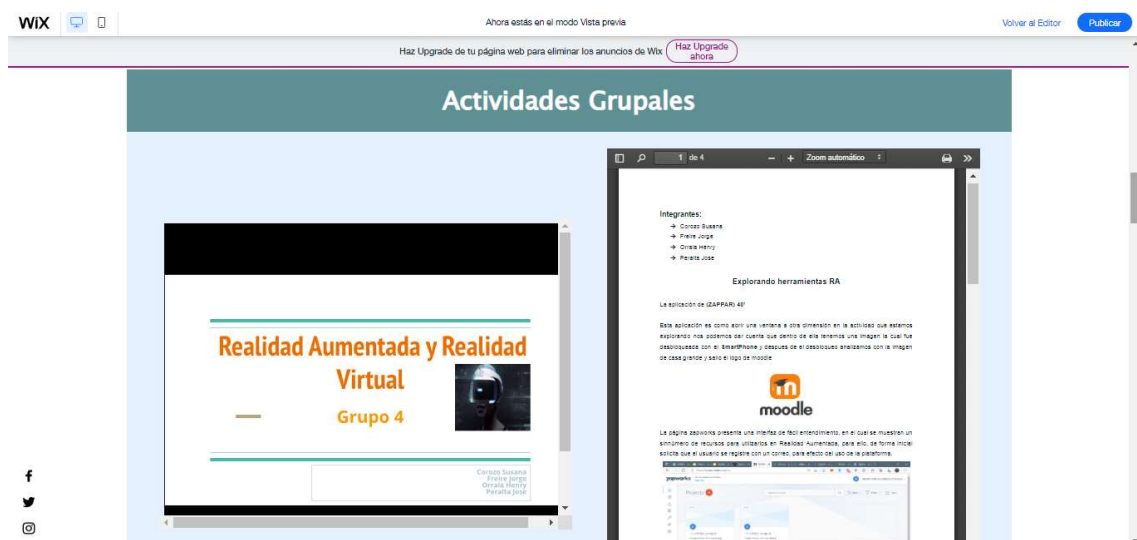 WiX
Ahora estás en el modo Vista previa
Volver al Editor
Publicar
Haz Upgrade de tu página web para eliminar los anuncios de Wix
Haz Upgrade
ahora
Actividades Grupales
Realidad Aumentada y Realidad
Virtual
Grupo 4
Corozo Susana
Freire Jorge
Orrala Henry
Peralta José
1 de 4
Zoom automático
Integrantes:
→ Corozo Susana
→ Freire Jorge
→ Orrala Henry
→ Peralta Jose
Explorando herramientas RA
La aplicación de (ZAPPAR) 48'
Esta aplicación es como abrir una ventana a otra dimensión en la actividad que estamos
explorando nos podemos dar cuenta que dentro de ella tenemos una imagen la cual fue
desbloqueada con el SmartPhone y despues de el desbloqueo analizamos con la imagen
de casa grande y salio el logo de moodle
moodle
La página zapworks presenta una interfaz de fácil entendimiento, en el cual se muestran un
sinnúmero de recursos para utilizarlos en Realidad Aumentada, para ello, de forma inicial
solicita que el usuario se registre con un correo, para efecto del uso de la plataforma.
zapworks